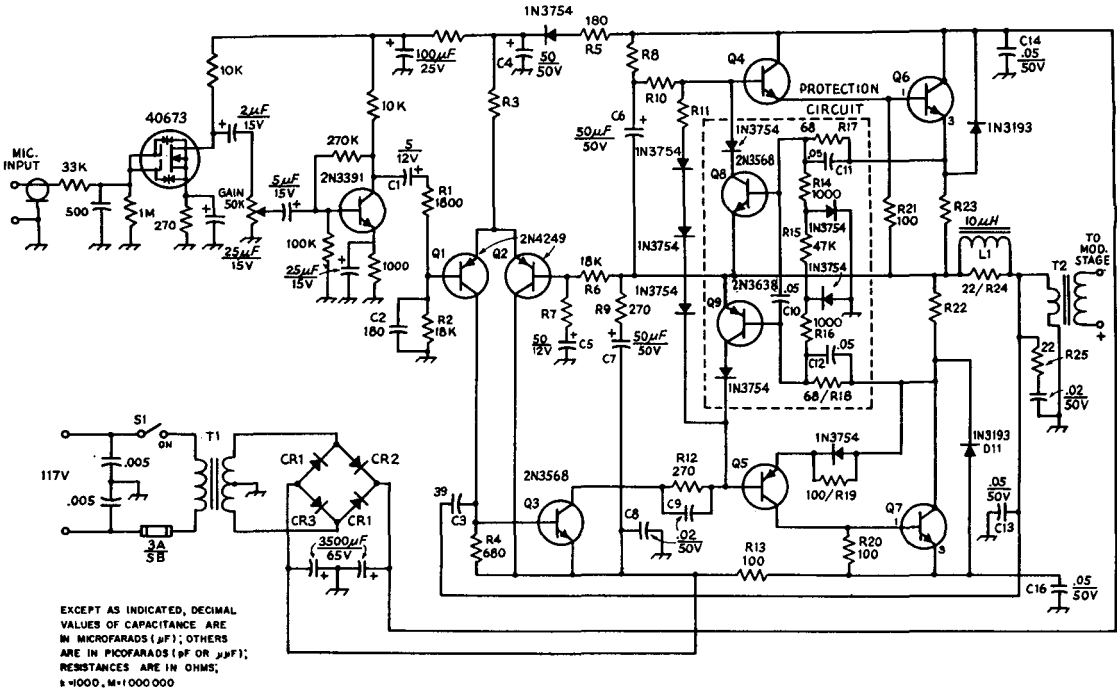 1N3754
180
R5
100µF
25V
C4
50
50V
R8
Q4
C14
.05
50V
Q6
10K
R3
R10
PROTECTION
CIRCUIT
40673
2µF
15V
10K
C6
50µF
50V
R11
68
R17
1N3754
1N3193
3
MIC.
INPUT
33K
270K
5
12V
C1
1N3754
2N3568
.05
C11
R14
1000
Q8
2N3391
GAIN
50K
5µF
15V
R1
1800
R21
100
R23
500
1M
270
1N3754
R15
47K
10µH
L1
TO
MOD.
STAGE
-
25µF
15V
100K
2N4249
1N3754
1N3754
T2
Q1
Q2
18K
R6
2N3638
.05
22/R24
25µF
15V
1000
1N3754
Q9
C10
R22
+
C2
180
R2
18K
R7
R9
270
1000
R16
22
R25
50
12V
C5
50µF
50V
C7
C12
.05
.02
50V
1N3754
68/R18
S1
ON
T1
1N3754
1N3193
D11
117V
.005
.005
CR1
CR2
CR3
CR1
39
C3
2N3568
R12
270
Q5
100/R19
Q3
C9
.02
50V
C8
Q7
.05
50V
C13
3A
SB
3500µF
65V
R4
680
R20
100
3
R13
100
C16
.05
50V
EXCEPT AS INDICATED, DECIMAL
VALUES OF CAPACITANCE ARE
IN MICROFARADS (µF); OTHERS
ARE IN PICOFARADS (pF OR µµF);
RESISTANCES ARE IN OHMS;
k=1000, M=1000000